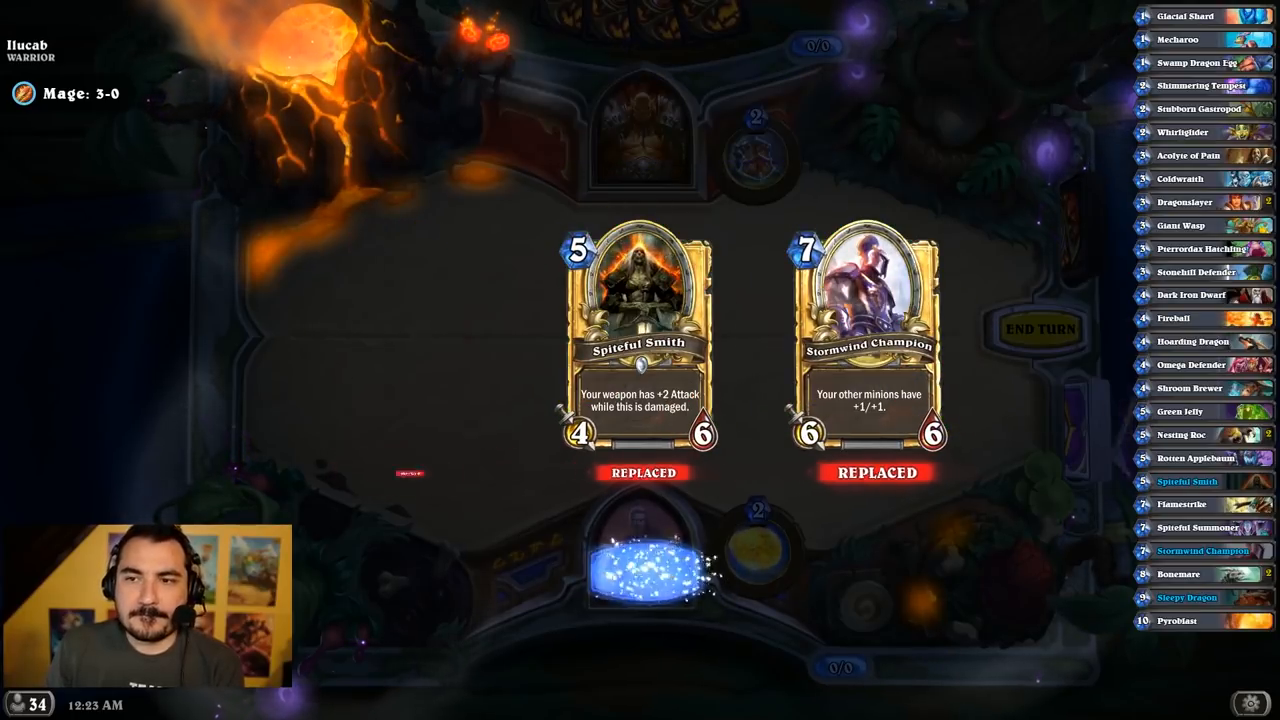 Ilucab
WARRIOR
Mage: 3-0
0/0
2
5
Spiteful Smith
Your weapon has +2 Attack
while this is damaged.
4
6
REPLACED
7
Stormwind Champion
Your other minions have
+1/+1.
6
6
REPLACED
END TURN
2
0/0
34
12:23 AM
1 Glacial Shard
1 Mecharoo
1 Swamp Dragon Egg
2 Shimmering Tempest
2 Stubborn Gastropod
2 Whirliglider
3 Acolyte of Pain
3 Coldwraith
3 Dragonslayer 2
3 Giant Wasp
3 Pterrordax Hatchling
3 Stonehill Defender
4 Dark Iron Dwarf
4 Fireball
4 Hoarding Dragon
4 Omega Defender
4 Shroom Brewer
5 Green Jelly
5 Nesting Roc 2
5 Rotten Applebaum
5 Spiteful Smith
7 Flamestrike
7 Spiteful Summoner
7 Stormwind Champion
8 Bonemare 2
9 Sleepy Dragon
10 Pyroblast